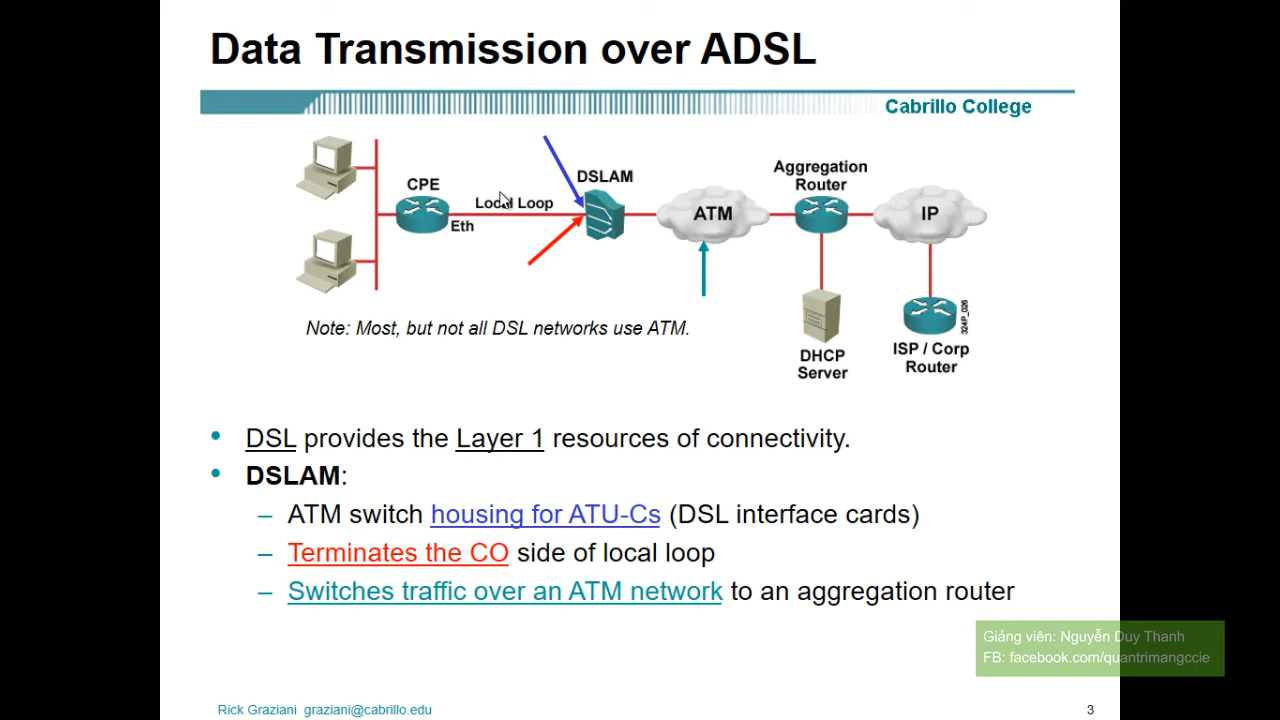 Data Transmission over ADSL
Cabrillo College
CPE
Local Loop
Eth
DSLAM
ATM
Aggregation
Router
IP
324P_026
DHCP
Server
ISP / Corp
Router
Note: Most, but not all DSL networks use ATM.
• DSL provides the Layer 1 resources of connectivity.
• DSLAM:
– ATM switch housing for ATU-Cs (DSL interface cards)
– Terminates the CO side of local loop
– Switches traffic over an ATM network to an aggregation router
Giảng viên: Nguyễn Duy Thanh
FB: facebook.com/quantrimangccie
Rick Graziani graziani@cabrillo.edu
3